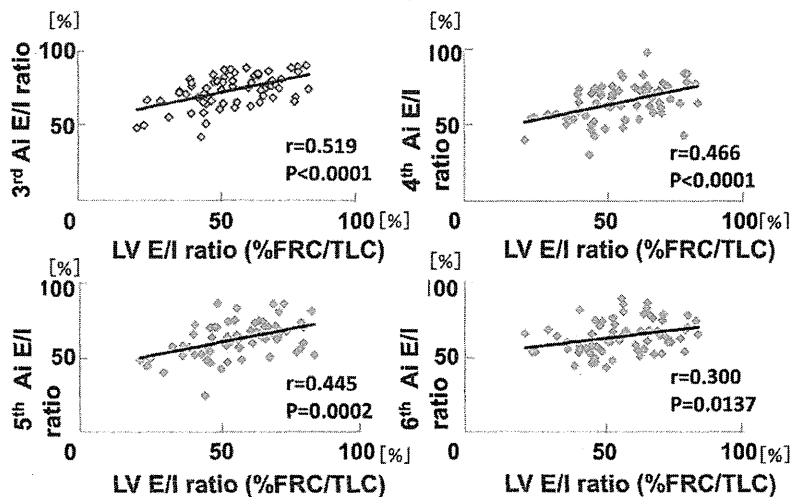 [%]
100
50
0
3rd Ai E/I ratio
r=0.519
P<0.0001
50
100[%]
LV E/I ratio (%FRC/TLC)
[%]
100
50
0
4th Ai E/I
ratio
r=0.466
P<0.0001
50
100[%]
LV E/I ratio (%FRC/TLC)
[%]
100
50
0
5th Ai E/I
ratio
r=0.445
P=0.0002
50
100[%]
LV E/I ratio (%FRC/TLC)
[%]
100
50
0
6th Ai E/I
ratio
r=0.300
P=0.0137
50
100[%]
LV E/I ratio (%FRC/TLC)